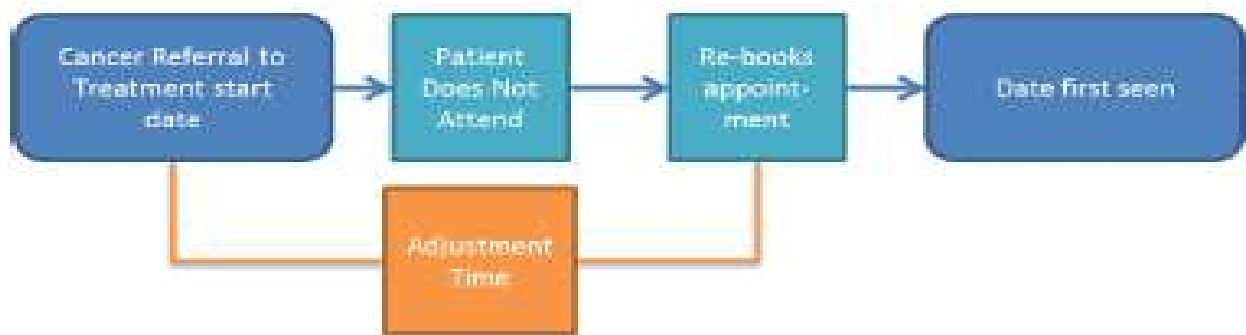 Cancer Referral to
Treatment start
date
Patient
Does Not
Attend
Re-books
appoint-
ment
Date first seen
Adjustment
Time